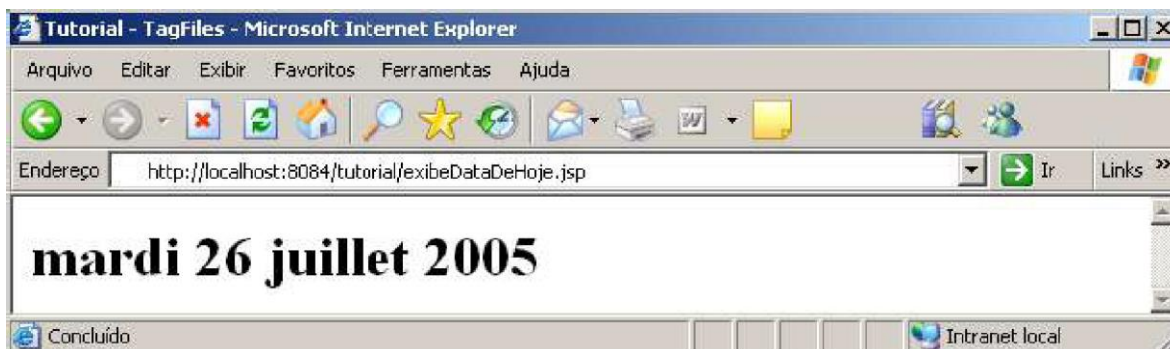 Tutorial - TagFiles - Microsoft Internet Explorer
Arquivo Editar Exibir Favoritos Ferramentas Ajuda
Endereço http://localhost:8084/tutorial/exibeDataDeHoje.jsp Ir Links »
mardi 26 juillet 2005
Concluído Intranet local